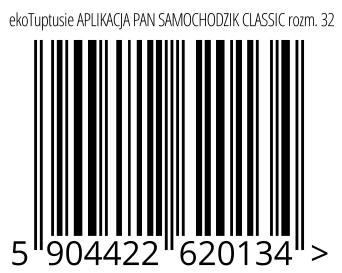 ekoTuptusie APLIKACJA PAN SAMOCHODZIK CLASSIC rozm. 32
5 904422 620134 >